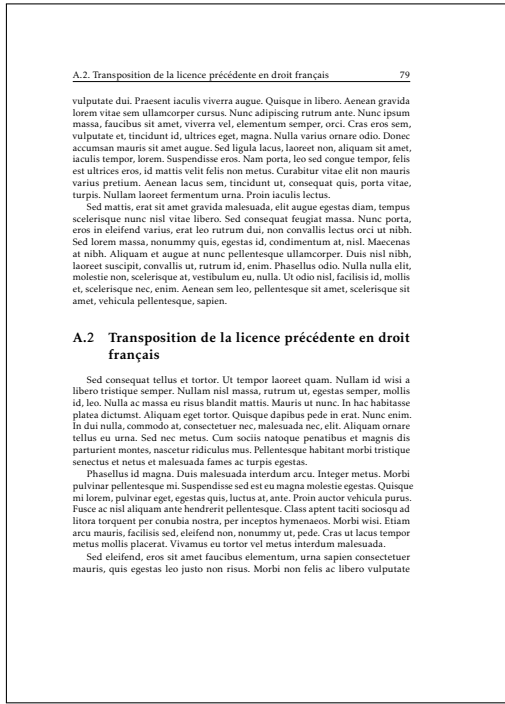 A.2. Transposition de la licence précédente en droit français 79
vulputate dui. Praesent iaculis viverra augue. Quisque in libero. Aenean gravida
lorem vitae sem ullamcorper cursus. Nunc adipiscing rutrum ante. Nunc ipsum
massa, faucibus sit amet, viverra vel, elementum semper, orci. Cras eros sem,
vulputate et, tincidunt id, ultrices eget, magna. Nulla varius ornare odio. Donec
accumsan mauris sit amet augue. Sed ligula lacus, laoreet non, aliquam sit amet,
iaculis tempor, lorem. Suspendisse eros. Nam porta, leo sed congue tempor, felis
est ultrices eros, id mattis velit felis non metus. Curabitur vitae elit non mauris
varius pretium. Aenean lacus sem, tincidunt ut, consequat quis, porta vitae,
turpis. Nullam laoreet fermentum urna. Proin iaculis lectus.
Sed mattis, erat sit amet gravida malesuada, elit augue egestas diam, tempus
scelerisque nunc nisl vitae libero. Sed consequat feugiat massa. Nunc porta,
eros in eleifend varius, erat leo rutrum dui, non convallis lectus orci ut nibh.
Sed lorem massa, nonummy quis, egestas id, condimentum at, nisl. Maecenas
at nibh. Aliquam et augue at nunc pellentesque ullamcorper. Duis nisl nibh,
laoreet suscipit, convallis ut, rutrum id, enim. Phasellus odio. Nulla nulla elit,
molestie non, scelerisque at, vestibulum eu, nulla. Ut odio nisl, facilisis id, mollis
et, scelerisque nec, enim. Aenean sem leo, pellentesque sit amet, scelerisque sit
amet, vehicula pellentesque, sapien.
A.2 Transposition de la licence précédente en droit
français
Sed consequat tellus et tortor. Ut tempor laoreet quam. Nullam id wisi a
libero tristique semper. Nullam nisl massa, rutrum ut, egestas semper, mollis
id, leo. Nulla ac massa eu risus blandit mattis. Mauris ut nunc. In hac habitasse
platea dictumst. Aliquam eget tortor. Quisque dapibus pede in erat. Nunc enim.
In dui nulla, commodo at, consectetuer nec, malesuada nec, elit. Aliquam ornare
tellus eu urna. Sed nec metus. Cum sociis natoque penatibus et magnis dis
parturient montes, nascetur ridiculus mus. Pellentesque habitant morbi tristique
senectus et netus et malesuada fames ac turpis egestas.
Phasellus id magna. Duis malesuada interdum arcu. Integer metus. Morbi
pulvinar pellentesque mi. Suspendisse sed est eu magna molestie egestas. Quisque
mi lorem, pulvinar eget, egestas quis, luctus at, ante. Proin auctor vehicula purus.
Fusce ac nisl aliquam ante hendrerit pellentesque. Class aptent taciti sociosqu ad
litora torquent per conubia nostra, per inceptos hymenaeos. Morbi wisi. Etiam
arcu mauris, facilisis sed, eleifend non, nonummy ut, pede. Cras ut lacus tempor
metus mollis placerat. Vivamus eu tortor vel metus interdum malesuada.
Sed eleifend, eros sit amet faucibus elementum, urna sapien consectetuer
mauris, quis egestas leo justo non risus. Morbi non felis ac libero vulputate